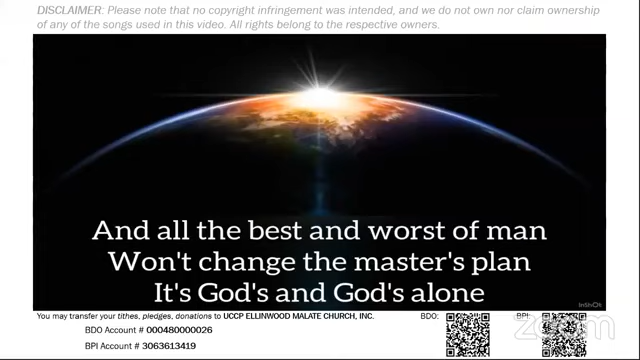 DISCLAIMER: Please note that no copyright infringement was intended, and we do not own nor claim ownership
of any of the songs used in this video. All rights belong to the respective owners.
And all the best and worst of man
Won't change the master's plan
It's God's and God's alone
InShOt
You may transfer your tithes, pledges, donations to UCCP ELLINWOOD MALATE CHURCH, INC.
BDO:
BPI:
BDO Account # 000480000026
BPI Account # 3063613419
zoom